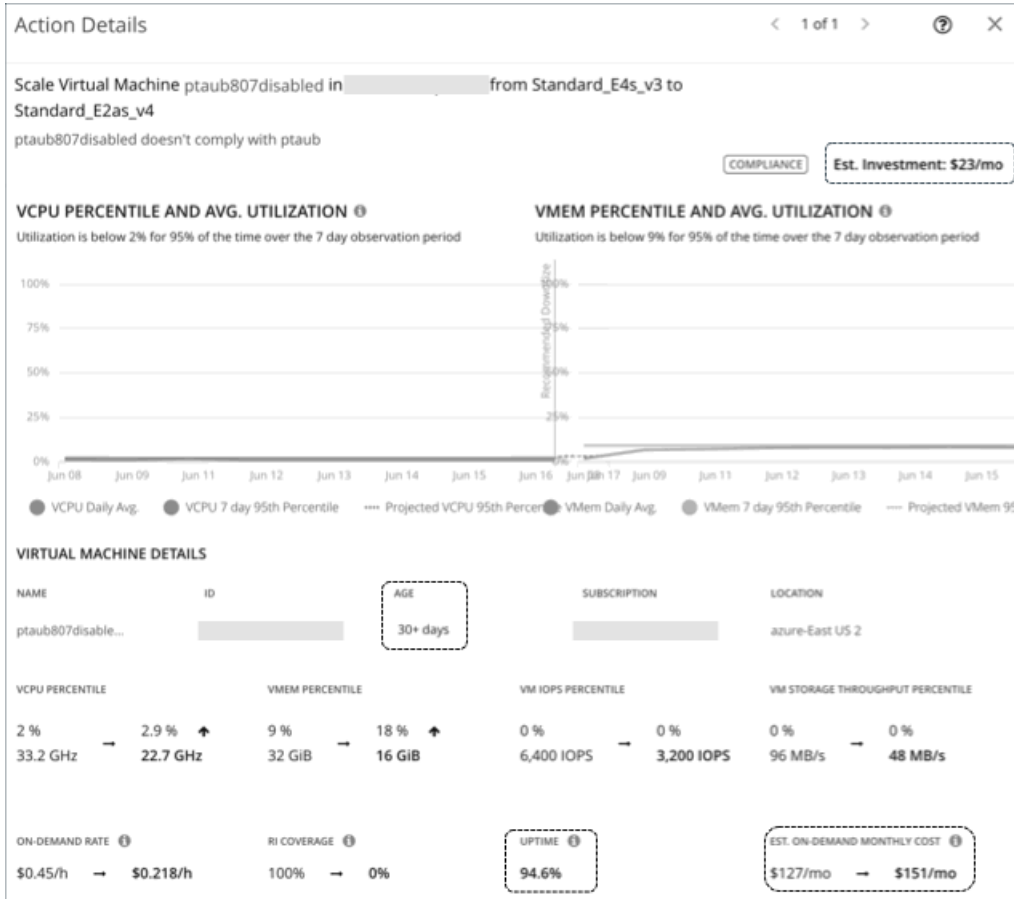 Action Details
1 of 1
Scale Virtual Machine ptaub807disabled in from Standard_E4s_v3 to
Standard_E2as_v4
ptaub807disabled doesn't comply with ptaub
COMPLIANCE Est. Investment: $23/mo
VCPU PERCENTILE AND AVG. UTILIZATION
Utilization is below 2% for 95% of the time over the 7 day observation period
100%
75%
50%
25%
0%
Jun 08 Jun 09 Jun 11 Jun 12 Jun 13 Jun 14 Jun 15 Jun 16 Jun 17
VCPU Daily Avg. VCPU 7 day 95th Percentile Projected VCPU 95th Percen
Recommended Downsize
VMEM PERCENTILE AND AVG. UTILIZATION
Utilization is below 9% for 95% of the time over the 7 day observation period
100%
75%
50%
25%
0%
Jun 09 Jun 11 Jun 12 Jun 13 Jun 14 Jun 15
VMem Daily Avg. VMem 7 day 95th Percentile Projected VMem 95
VIRTUAL MACHINE DETAILS
NAME ID AGE SUBSCRIPTION LOCATION
ptaub807disable... 30+ days azure-East US 2
VCPU PERCENTILE VMEM PERCENTILE VM IOPS PERCENTILE VM STORAGE THROUGHPUT PERCENTILE
2 % → 2.9 % ↑ 9 % → 18 % ↑ 0 % → 0 % 0 % → 0 %
33.2 GHz 22.7 GHz 32 GiB 16 GiB 6,400 IOPS 3,200 IOPS 96 MB/s 48 MB/s
ON-DEMAND RATE RI COVERAGE UPTIME EST. ON-DEMAND MONTHLY COST
$0.45/h → $0.218/h 100% → 0% 94.6% $127/mo → $151/mo